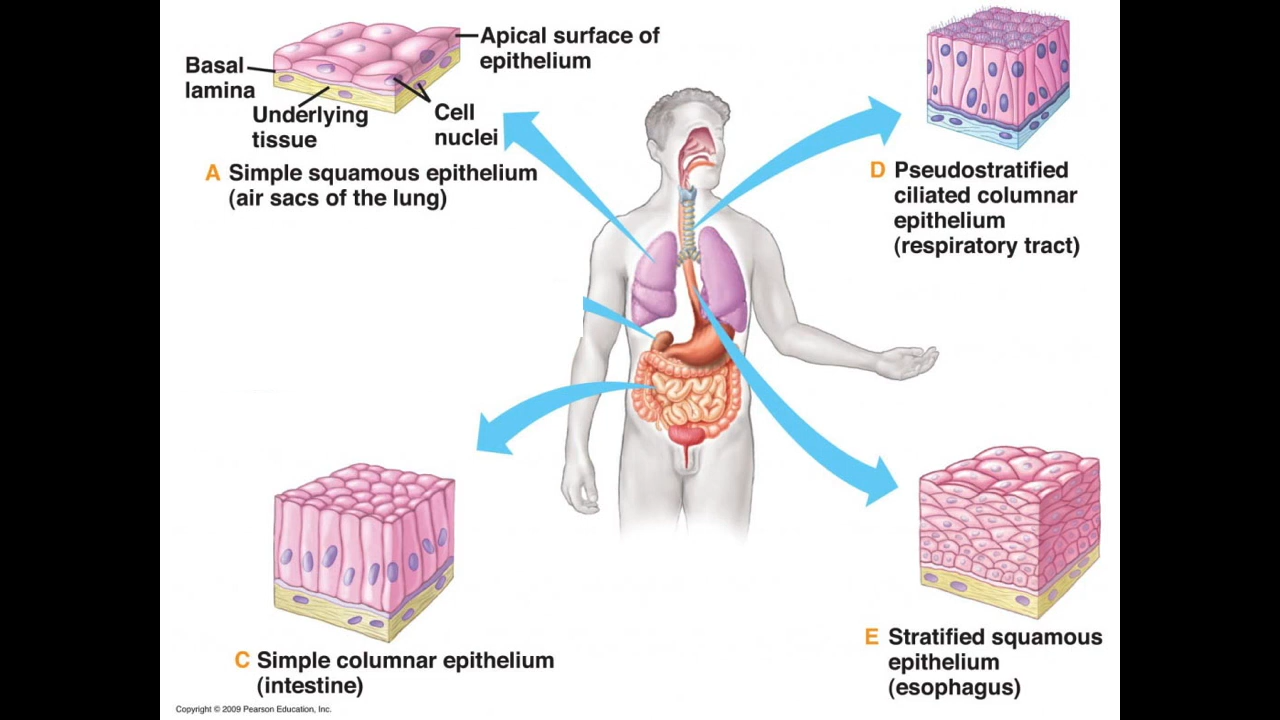 Apical surface of
epithelium
Basal
lamina
Underlying
tissue
Cell
nuclei
A Simple squamous epithelium
(air sacs of the lung)
D Pseudostratified
ciliated columnar
epithelium
(respiratory tract)
C Simple columnar epithelium
(intestine)
E Stratified squamous
epithelium
(esophagus)
Copyright © 2009 Pearson Education, Inc.